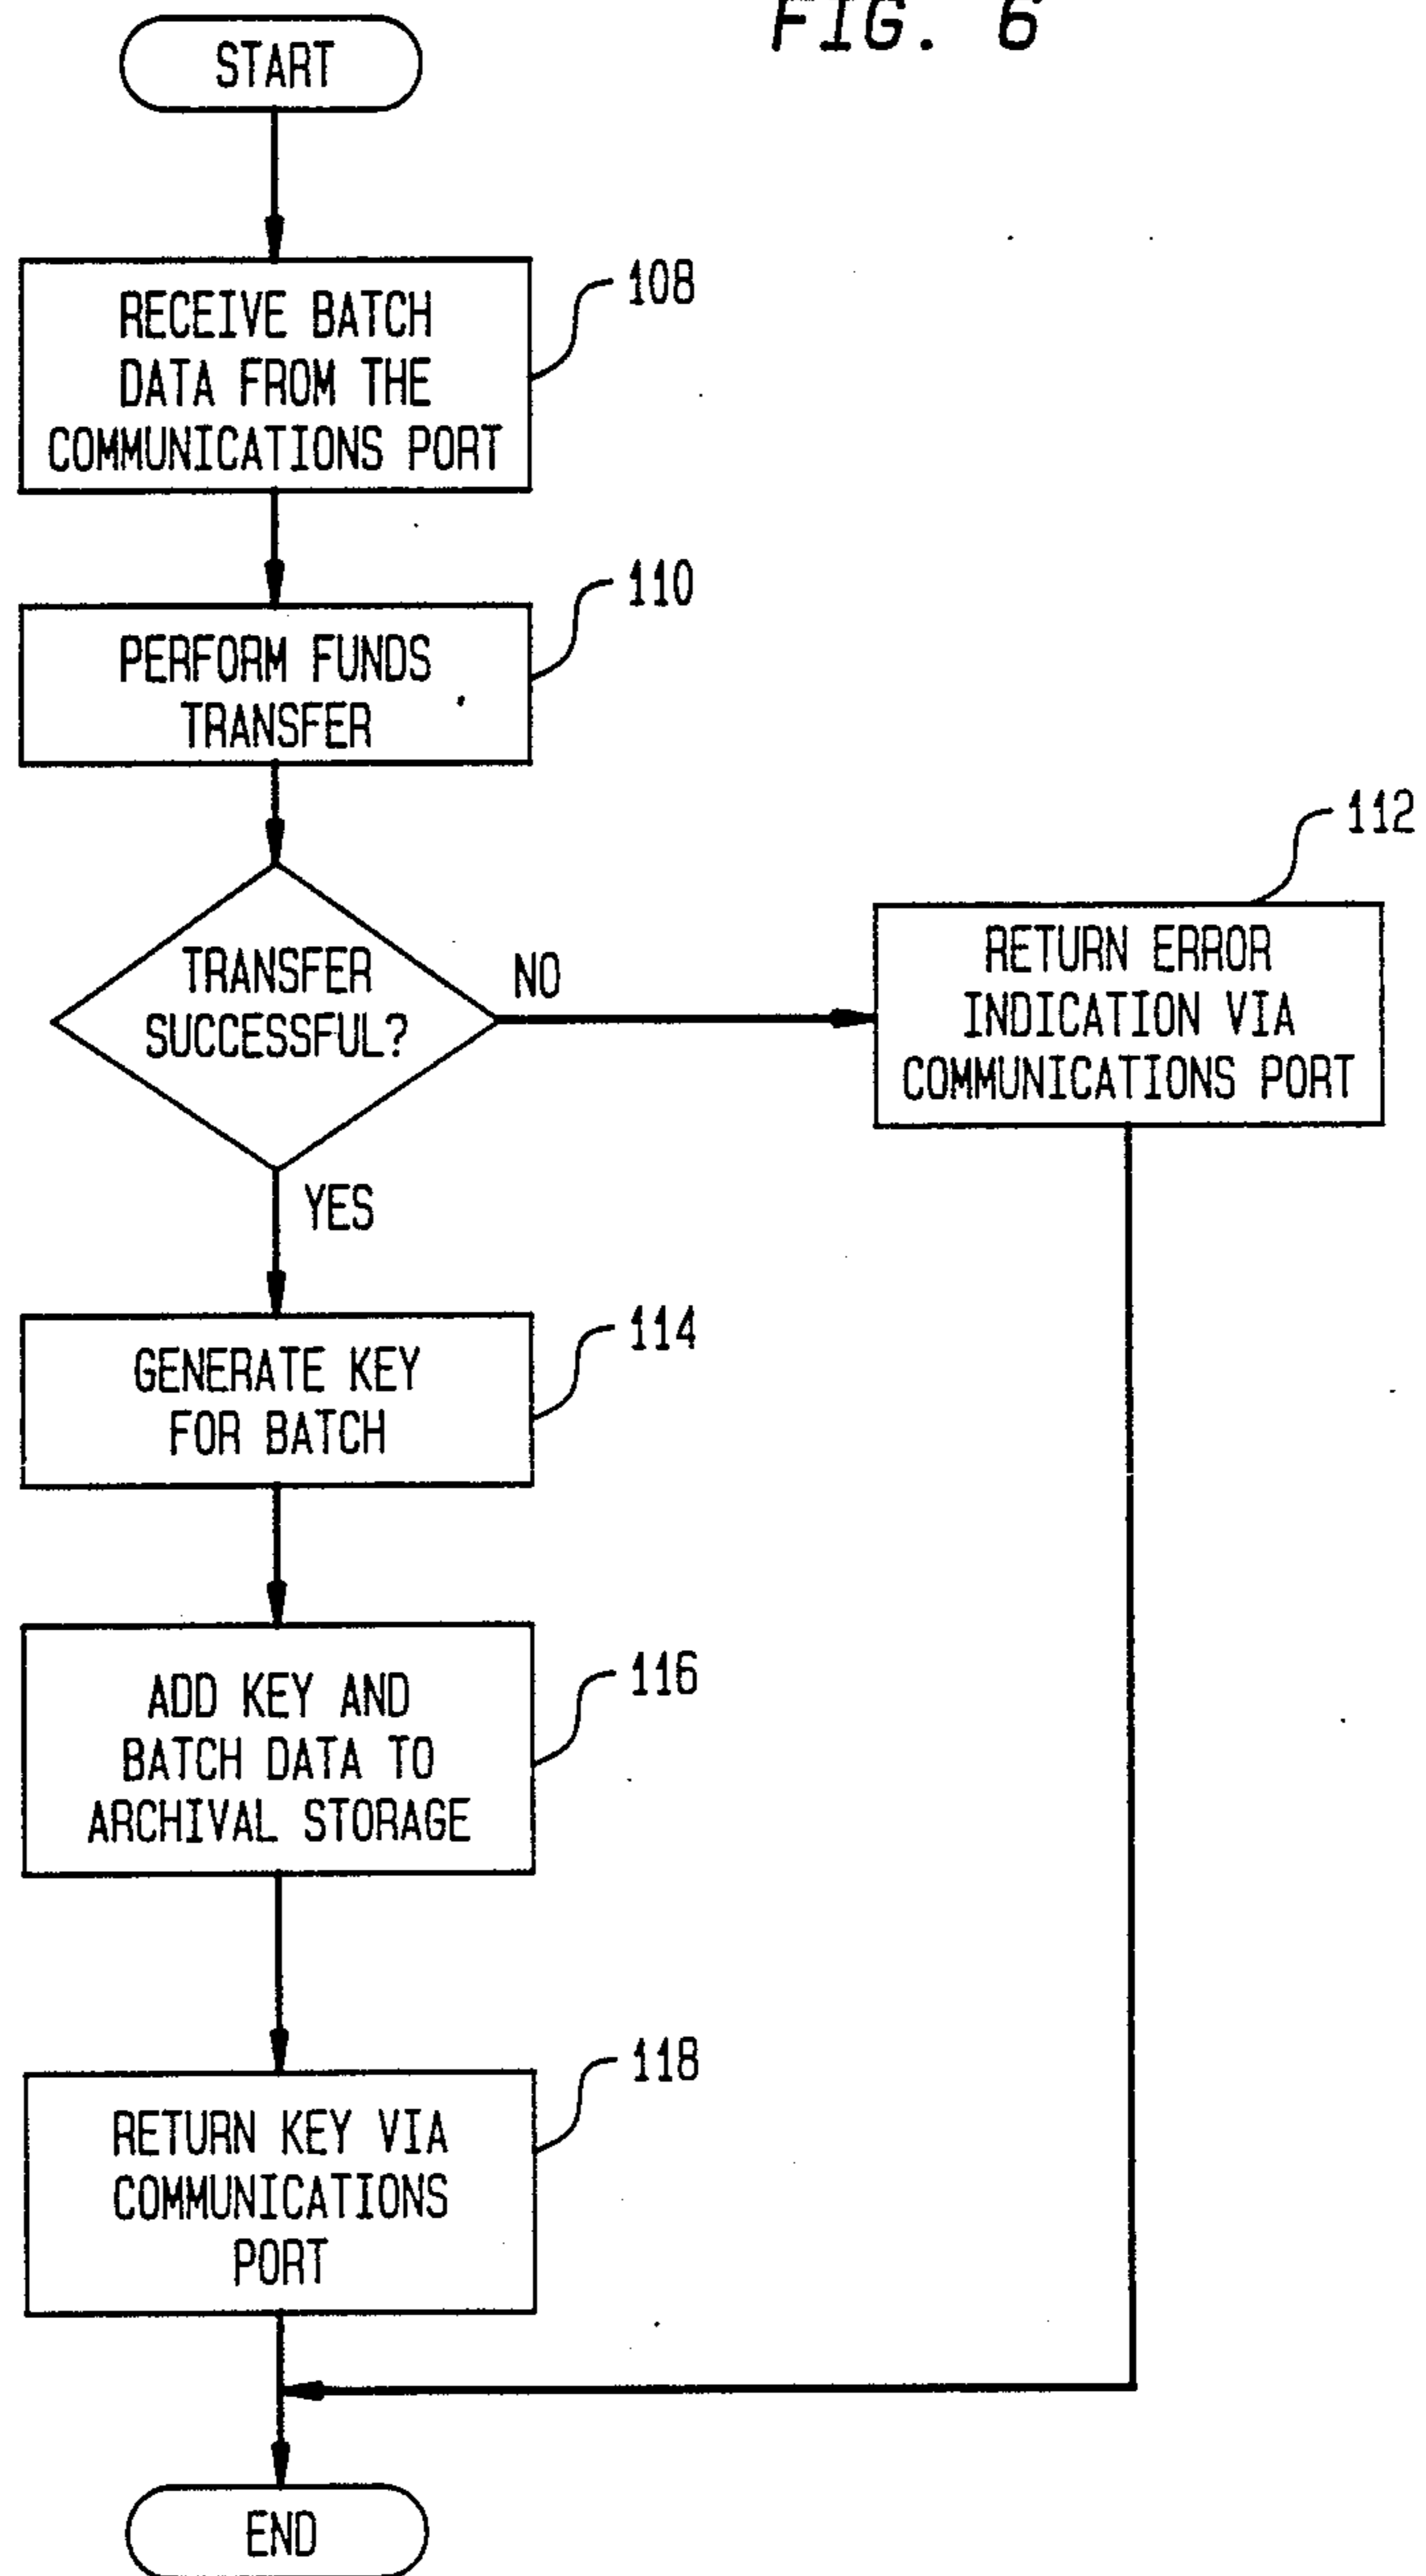 FIG. 6
START
RECEIVE BATCH
DATA FROM THE
COMMUNICATIONS PORT
108
PERFORM FUNDS
TRANSFER
110
TRANSFER
SUCCESSFUL?
NO
YES
RETURN ERROR
INDICATION VIA
COMMUNICATIONS PORT
112
GENERATE KEY
FOR BATCH
114
ADD KEY AND
BATCH DATA TO
ARCHIVAL STORAGE
116
RETURN KEY VIA
COMMUNICATIONS
PORT
118
END